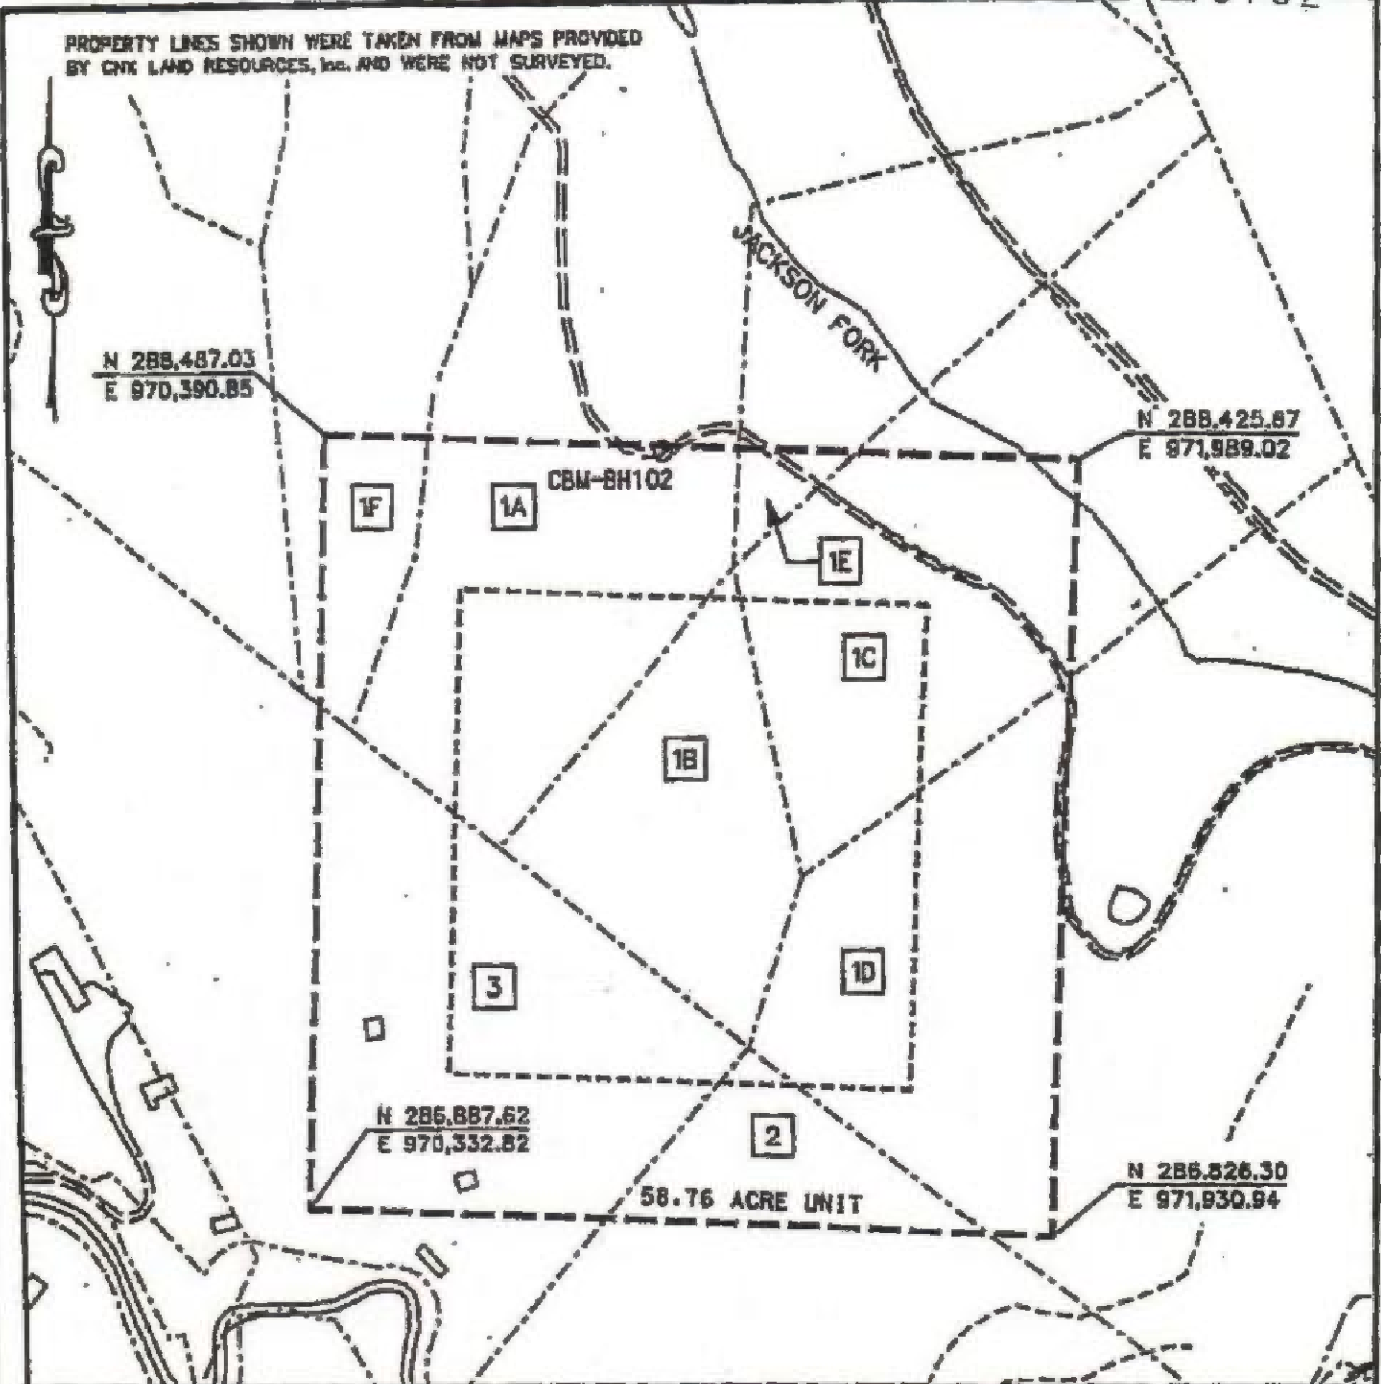 PROPERTY LINES SHOWN WERE TAKEN FROM MAPS PROVIDED
BY CNX LAND RESOURCES, Inc. AND WERE NOT SURVEYED.
JACKSON FORK
N 288,487.03
E 970,390.85
N 288,425.87
E 971,989.02
CBM-BH102
1F
1A
1E
1C
1B
1D
3
N 286,887.62
E 970,332.82
2
N 286,826.30
E 971,930.94
58.76 ACRE UNIT